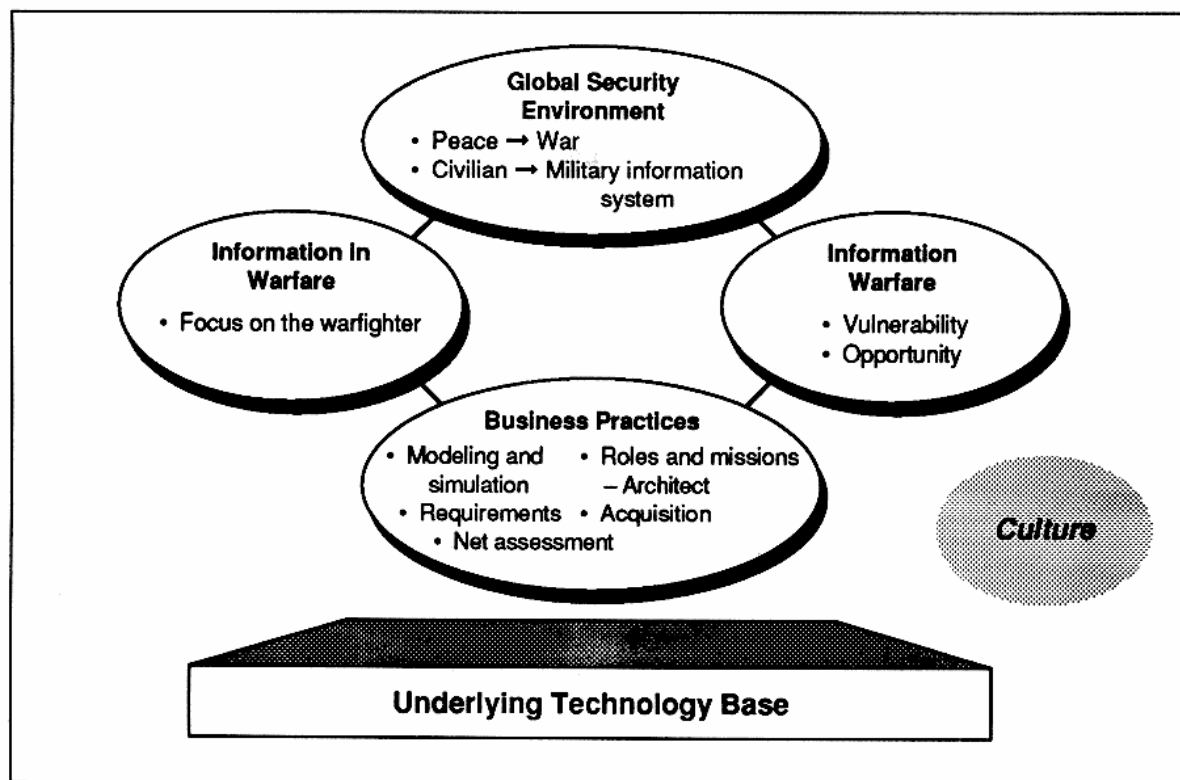 Global Security
Environment
• Peace → War
• Civilian → Military information
system
Information In
Warfare
• Focus on the warfighter
Information
Warfare
• Vulnerability
• Opportunity
Business Practices
• Modeling and
simulation
• Requirements
• Net assessment
• Roles and missions
– Architect
• Acquisition
Culture
Underlying Technology Base